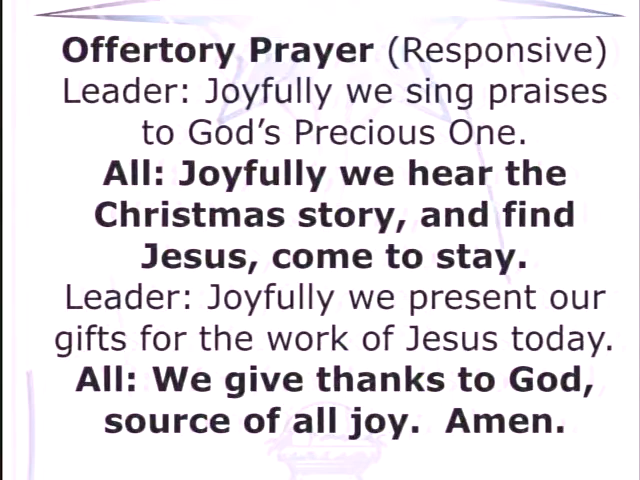 Offertory Prayer (Responsive)
Leader: Joyfully we sing praises
to God’s Precious One.
All: Joyfully we hear the
Christmas story, and find
Jesus, come to stay.
Leader: Joyfully we present our
gifts for the work of Jesus today.
All: We give thanks to God,
source of all joy.  Amen.